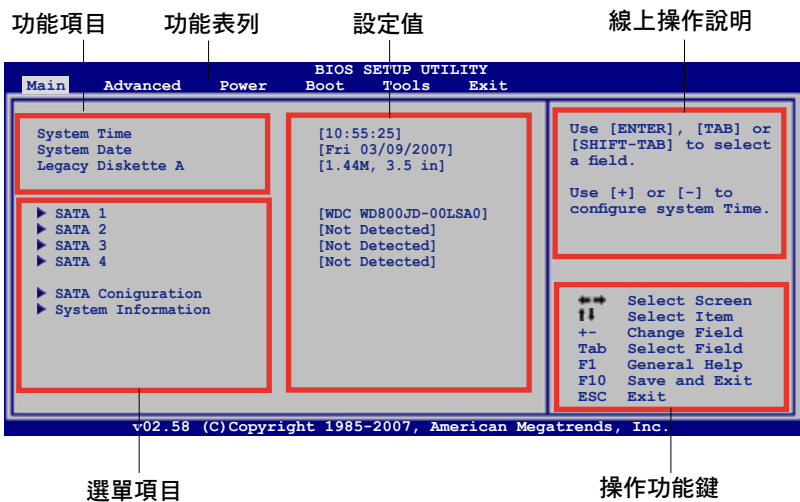 功能項目 功能表列 設定值 線上操作說明
BIOS SETUP UTILITY
Main Advanced Power Boot Tools Exit
System Time [10:55:25]
System Date [Fri 03/09/2007]
Legacy Diskette A [1.44M, 3.5 in]
SATA 1 [WDC WD800JD-00LSA0]
SATA 2 [Not Detected]
SATA 3 [Not Detected]
SATA 4 [Not Detected]
SATA Coniguration
System Information
Use [ENTER], [TAB] or
[SHIFT-TAB] to select
a field.
Use [+] or [-] to
configure system Time.
←→ Select Screen
↑↓ Select Item
+- Change Field
Tab Select Field
F1 General Help
F10 Save and Exit
ESC Exit
v02.58 (C)Copyright 1985-2007, American Megatrends, Inc.
選單項目 操作功能鍵